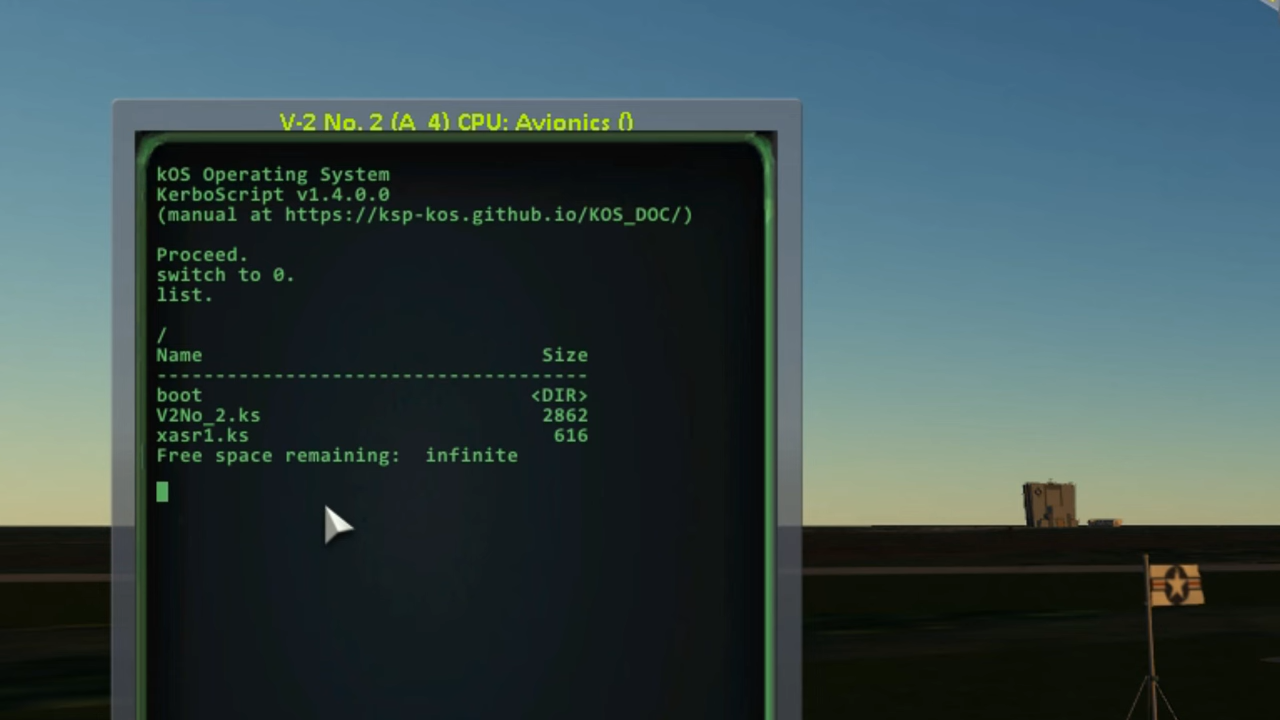 V-2 No. 2 (A_4) CPU: Avionics ()
kOS Operating System
KerboScript v1.4.0.0
(manual at https://ksp-kos.github.io/KOS_DOC/)
Proceed.
switch to 0.
list.
/
Name Size
-------------------------------------
boot <DIR>
V2No_2.ks 2862
xasr1.ks 616
Free space remaining: infinite